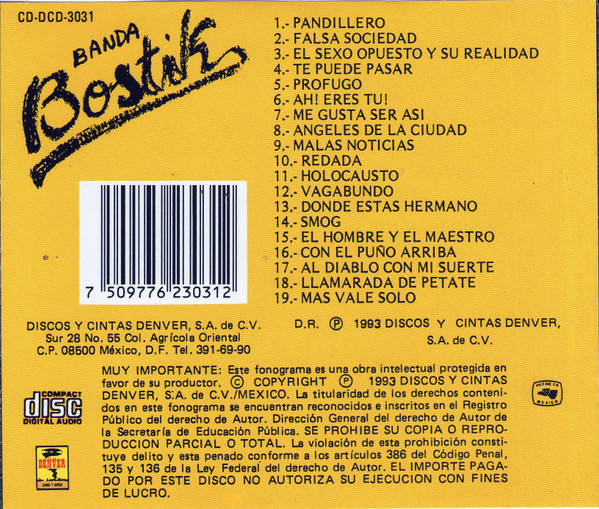 CD-DCD-3031
BANDA
Bostik
1.- PANDILLERO
2.- FALSA SOCIEDAD
3.- EL SEXO OPUESTO Y SU REALIDAD
4.- TE PUEDE PASAR
5.- PROFUGO
6.- AH! ERES TU!
7.- ME GUSTA SER ASI
8.- ANGELES DE LA CIUDAD
9.- MALAS NOTICIAS
10.- REDADA
11.- HOLOCAUSTO
12.- VAGABUNDO
13.- DONDE ESTAS HERMANO
14.- SMOG
15.- EL HOMBRE Y EL MAESTRO
16.- CON EL PUÑO ARRIBA
17.- AL DIABLO CON MI SUERTE
18.- LLAMARADA DE PETATE
19.- MAS VALE SOLO
7 509776 230312
DISCOS Y CINTAS DENVER, S.A. de C.V.
Sur 28 No. 55 Col. Agrícola Oriental
C.P. 08500 México, D.F. Tel. 391-69-90
D.R. Ⓟ 1993 DISCOS Y CINTAS DENVER,
S.A. de C.V.
MUY IMPORTANTE: Este fonograma es una obra intelectual protegida en
favor de su productor. © COPYRIGHT Ⓟ 1993 DISCOS Y CINTAS
DENVER, S.A. de C.V./MEXICO. La titularidad de los derechos conteni-
dos en este fonograma se encuentran reconocidos e inscritos en el Registro
Público del derecho de Autor. Dirección General del derecho de Autor de
la Secretaría de Educación Pública. SE PROHIBE SU COPIA O REPRO-
DUCCION PARCIAL O TOTAL. La violación de esta prohibición consti-
tuye delito y esta penado conforme a los artículos 386 del Código Penal,
135 y 136 de la Ley Federal del derecho de Autor. EL IMPORTE PAGA-
DO POR ESTE DISCO NO AUTORIZA SU EJECUCION CON FINES
DE LUCRO.
HECHO EN
MEXICO
COMPACT
disc
DIGITAL AUDIO
DENVER